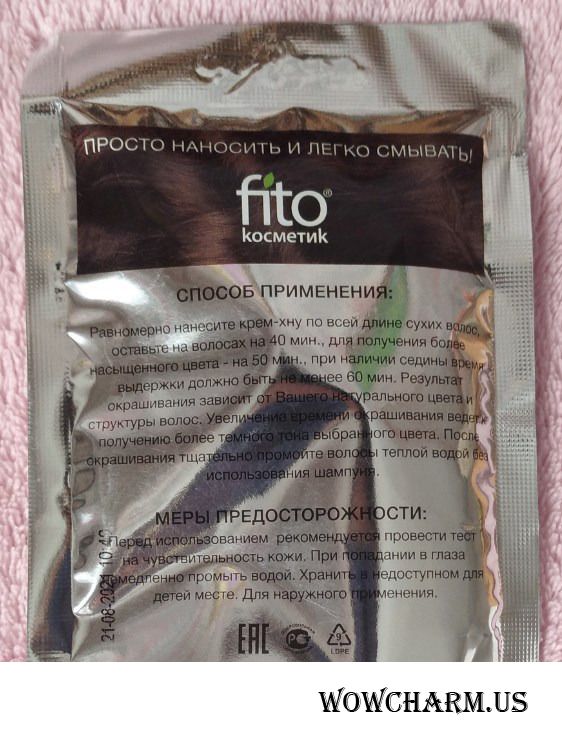 ПРОСТО НАНОСИТЬ И ЛЕГКО СМЫВАТЬ!
fito®
косметик
СПОСОБ ПРИМЕНЕНИЯ:
Равномерно нанесите крем-хну по всей длине сухих волос,
оставьте на волосах на 40 мин., для получения более
насыщенного цвета - на 50 мин., при наличии седины время
выдержки должно быть не менее 60 мин. Результат
окрашивания зависит от Вашего натурального цвета и
структуры волос. Увеличение времени окрашивания ведет к
получению более темного тона выбранного цвета. После
окрашивания тщательно промойте волосы теплой водой без
использования шампуня.
МЕРЫ ПРЕДОСТОРОЖНОСТИ:
Перед использованием рекомендуется провести тест
на чувствительность кожи. При попадании в глаза
немедленно промыть водой. Хранить в недоступном для
детей месте. Для наружного применения.
EAC
9
LDPE
WOWCHARM.US